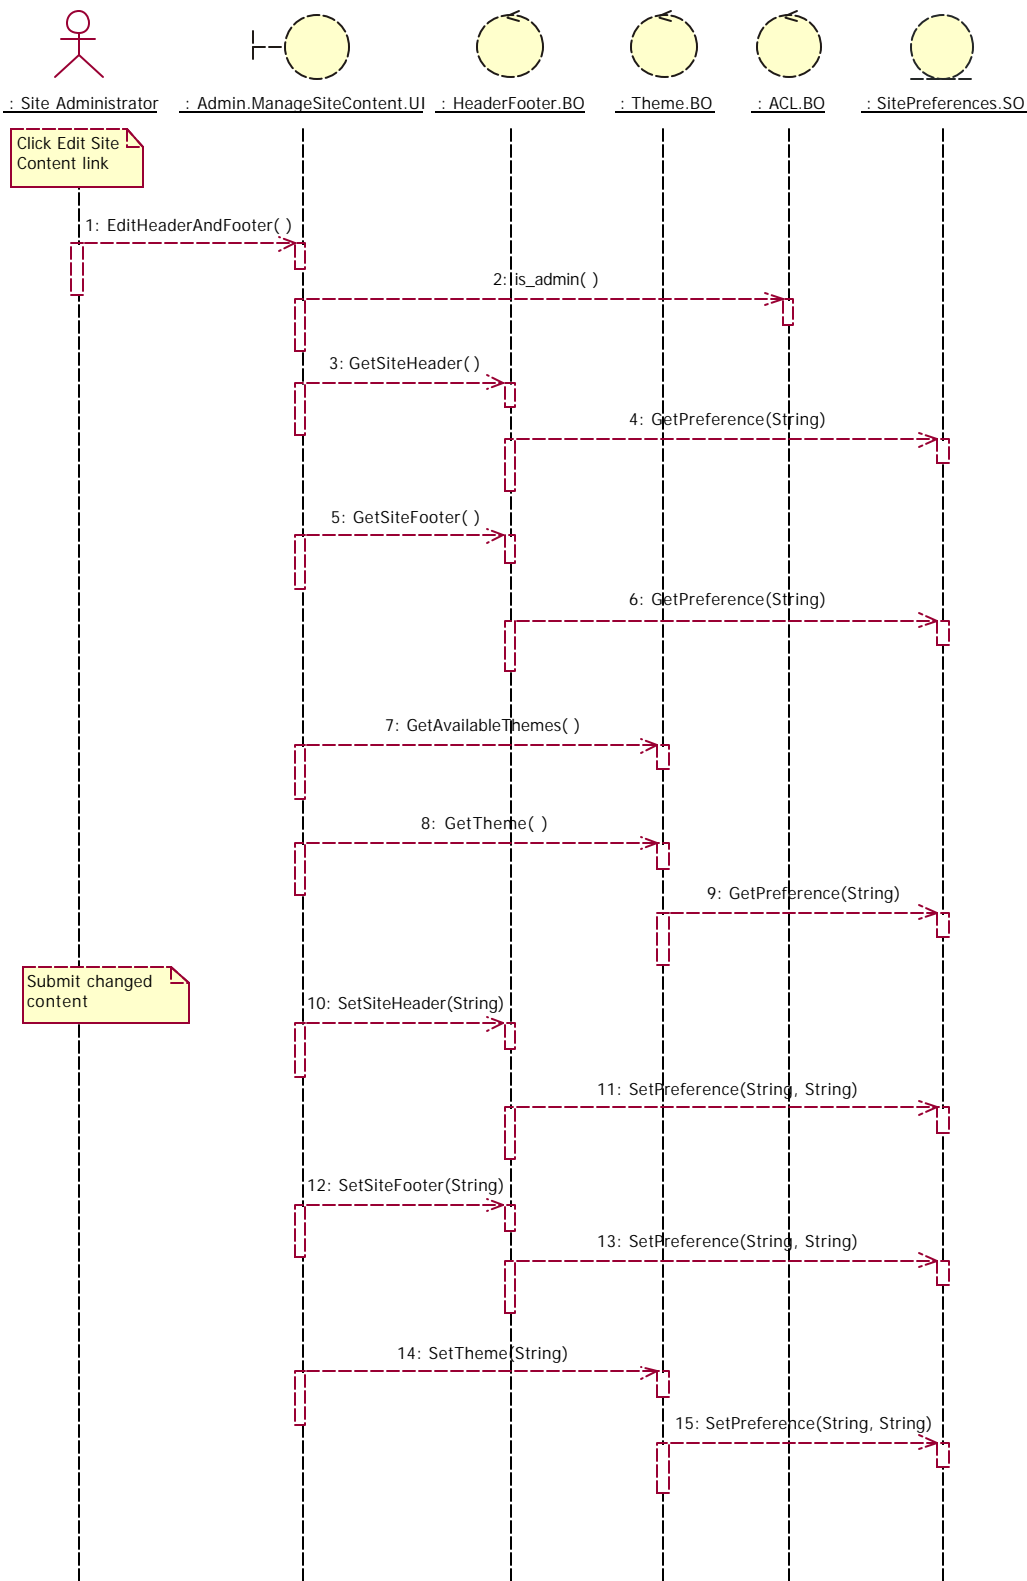 : Site Administrator
: Admin.ManageSiteContent.UI
: HeaderFooter.BO
: Theme.BO
: ACL.BO
: SitePreferences.SO
Click Edit Site
Content link
1: EditHeaderAndFooter( )
2: is_admin( )
3: GetSiteHeader( )
4: GetPreference(String)
5: GetSiteFooter( )
6: GetPreference(String)
7: GetAvailableThemes( )
8: GetTheme( )
9: GetPreference(String)
Submit changed
content
10: SetSiteHeader(String)
11: SetPreference(String, String)
12: SetSiteFooter(String)
13: SetPreference(String, String)
14: SetTheme(String)
15: SetPreference(String, String)